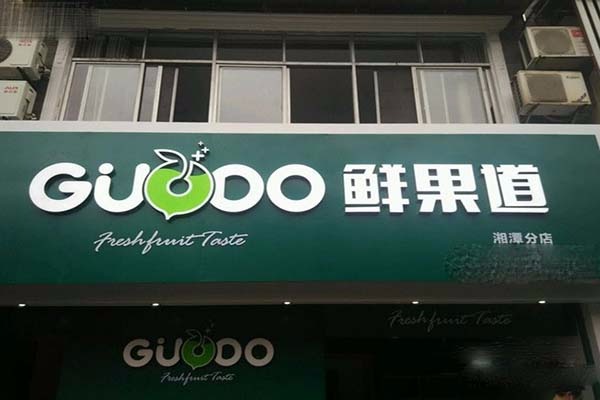 GUODO 鲜果道
Freshfruit Taste
湘潭分店
Freshfruit Taste
GUODO
Freshfruit Taste